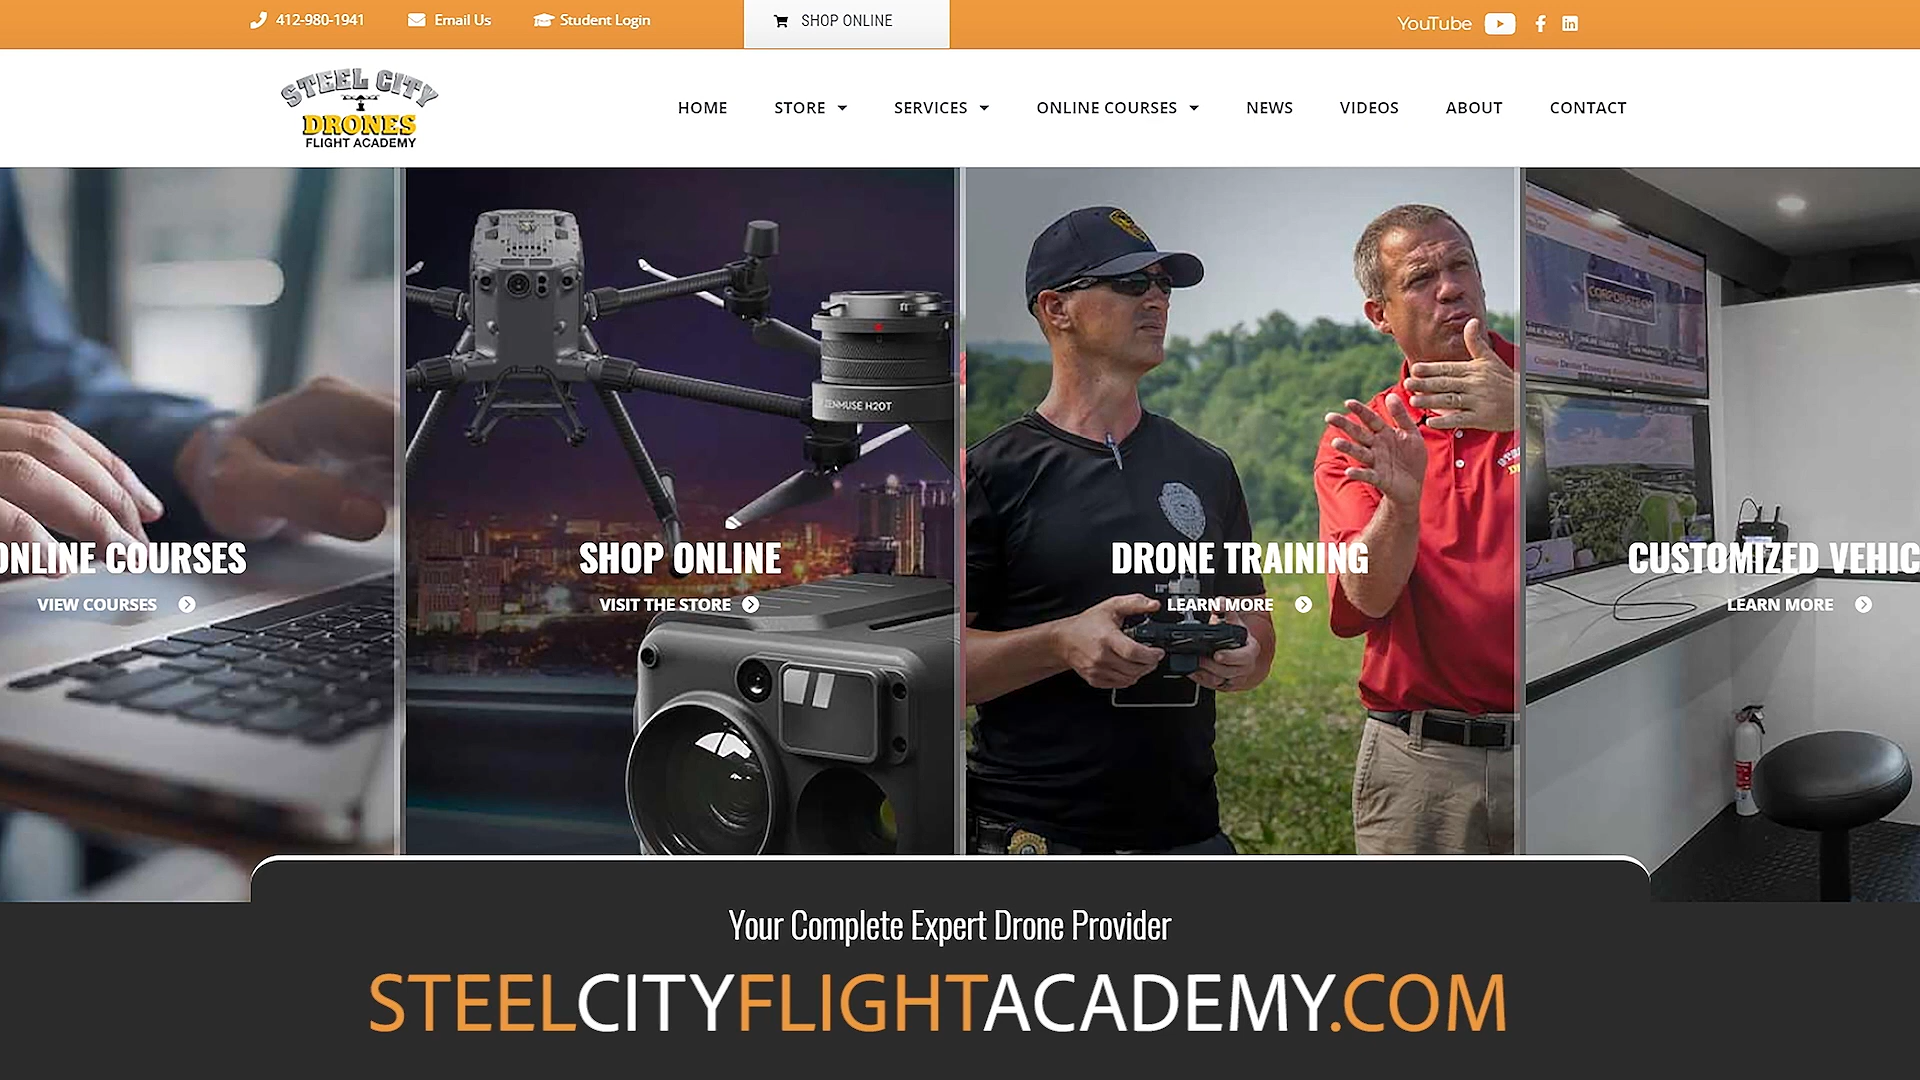 412-980-1941
Email Us
Student Login
SHOP ONLINE
YouTube
STEEL CITY
DRONES
FLIGHT ACADEMY
HOME
STORE
SERVICES
ONLINE COURSES
NEWS
VIDEOS
ABOUT
CONTACT
ZENMUSE H20T
ONLINE COURSES
VIEW COURSES
SHOP ONLINE
VISIT THE STORE
DRONE TRAINING
LEARN MORE
CUSTOMIZED VEHIC
LEARN MORE
Your Complete Expert Drone Provider
STEELCITYFLIGHTACADEMY.COM